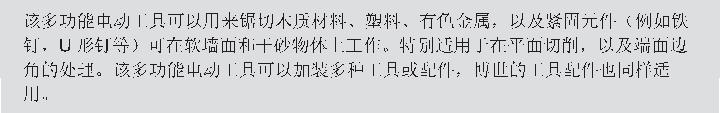 该多功能电动工具可以用来锯切木质材料、塑料、有色金属，以及紧固元件（例如铁
钉，U 形钉等）可在软墙面和干砂物体上工作。特别适用于在平面切削，以及端面边
角的处理。该多功能电动工具可以加装多种工具或配件，博世的工具配件也同样适
用。